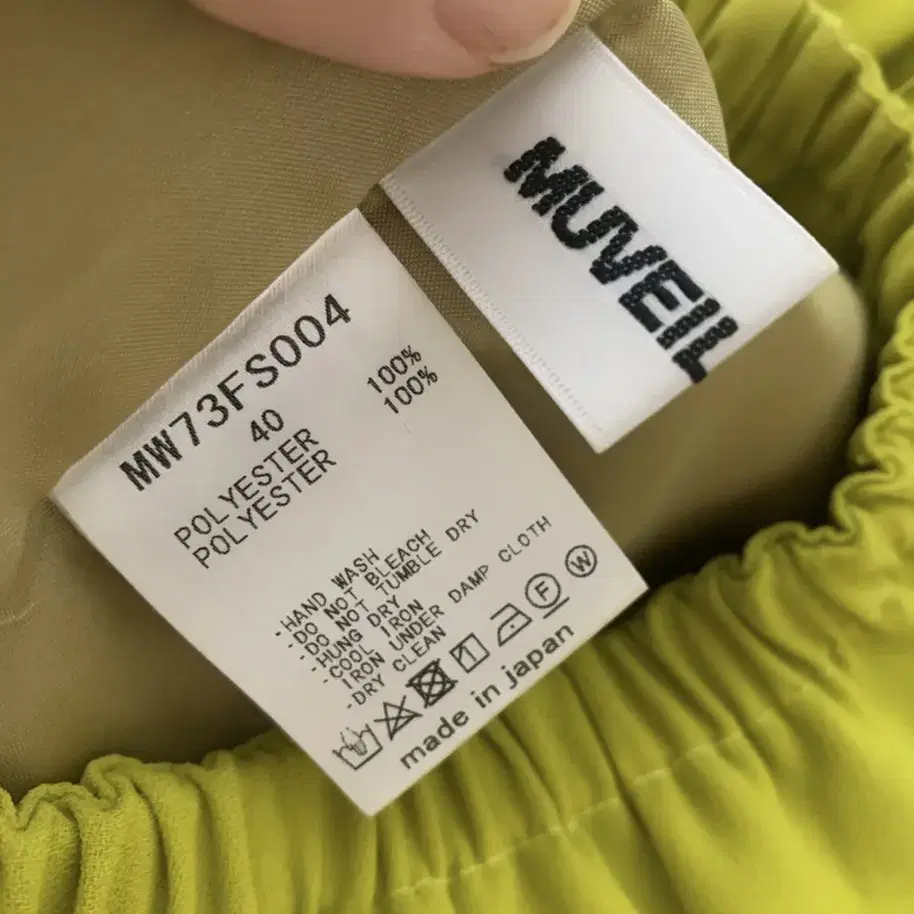 MUVEIL
MW73FS004
40
POLYESTER 100%
POLYESTER 100%
-HAND WASH
-DO NOT BLEACH
-DO NOT TUMBLE DRY
-HUNG DRY
-COOL IRON
IRON UNDER DAMP CLOTH
-DRY CLEAN
F W
made in japan